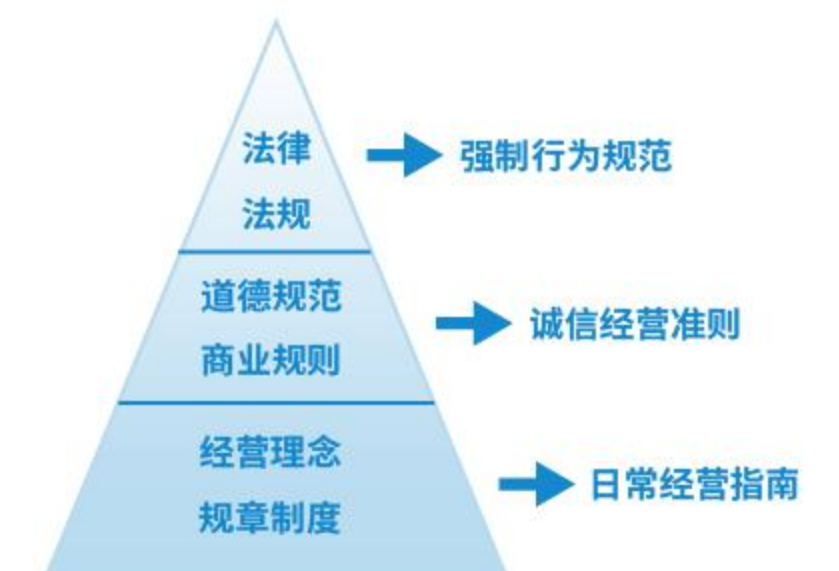 法律
法规
强制行为规范
道德规范
商业规则
诚信经营准则
经营理念
规章制度
日常经营指南